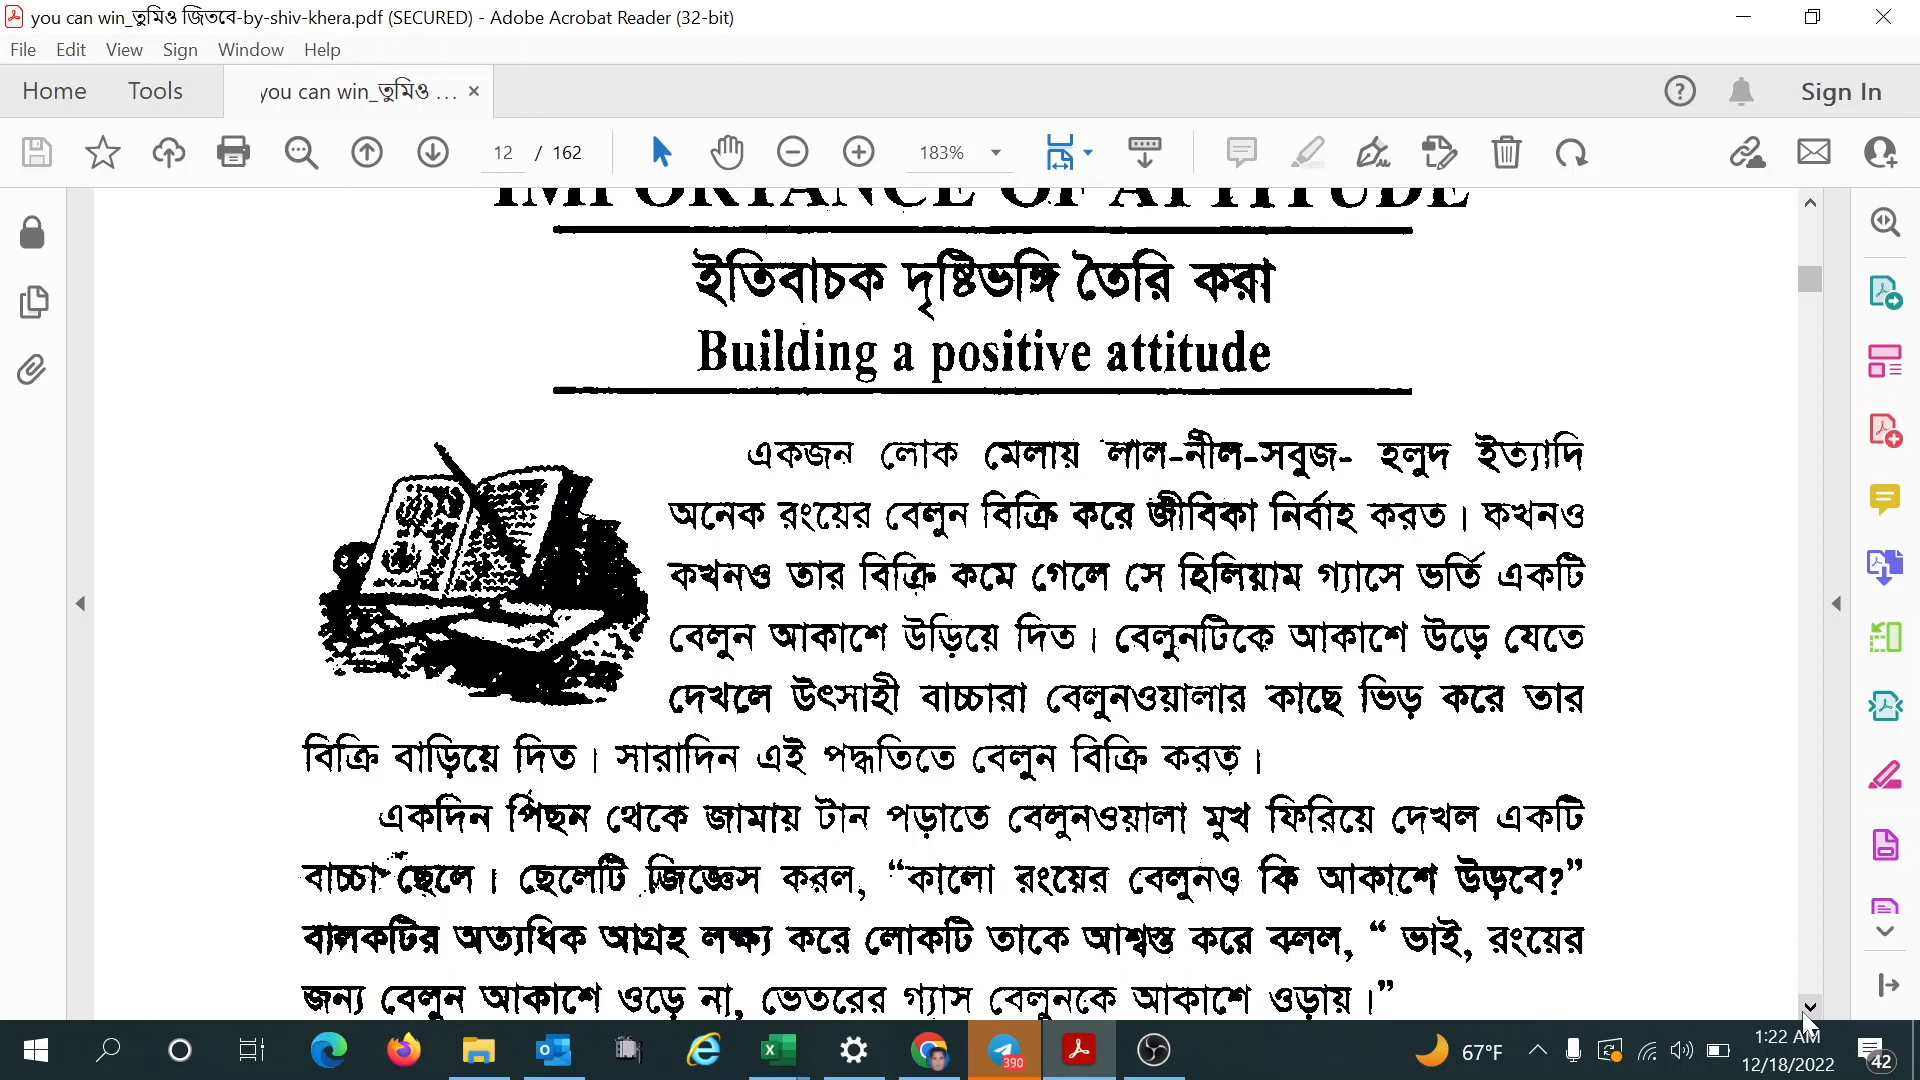 you can win_তুমিও জিতবে-by-shiv-khera.pdf (SECURED) - Adobe Acrobat Reader (32-bit)
File Edit View Sign Window Help
Home Tools you can win_তুমিও ... × Sign In
12 / 162 183%
IMPORTANCE OF ATTITUDE
ইতিবাচক দৃষ্টিভঙ্গি তৈরি করা
Building a positive attitude
একজন লোক মেলায় লাল-নীল-সবুজ- হলুদ ইত্যাদি
অনেক রংয়ের বেলুন বিক্রি করে জীবিকা নির্বাহ করত। কখনও
কখনও তার বিক্রি কমে গেলে সে হিলিয়াম গ্যাসে ভর্তি একটি
বেলুন আকাশে উড়িয়ে দিত। বেলুনটিকে আকাশে উড়ে যেতে
দেখলে উৎসাহী বাচ্চারা বেলুনওয়ালার কাছে ভিড় করে তার
বিক্রি বাড়িয়ে দিত। সারাদিন এই পদ্ধতিতে বেলুন বিক্রি করত।
একদিন পিছন থেকে জামায় টান পড়াতে বেলুনওয়ালা মুখ ফিরিয়ে দেখল একটি
বাচ্চা ছেলে। ছেলেটি জিজ্ঞেস করল, “কালো রংয়ের বেলুনও কি আকাশে উড়বে?”
বালকটির অত্যধিক আগ্রহ লক্ষ্য করে লোকটি তাকে আশ্বস্ত করে বলল, “ ভাই, রংয়ের
জন্য বেলুন আকাশে ওড়ে না, ভেতরের গ্যাস বেলুনকে আকাশে ওড়ায়।”
390
67°F
1:22 AM
12/18/2022
42